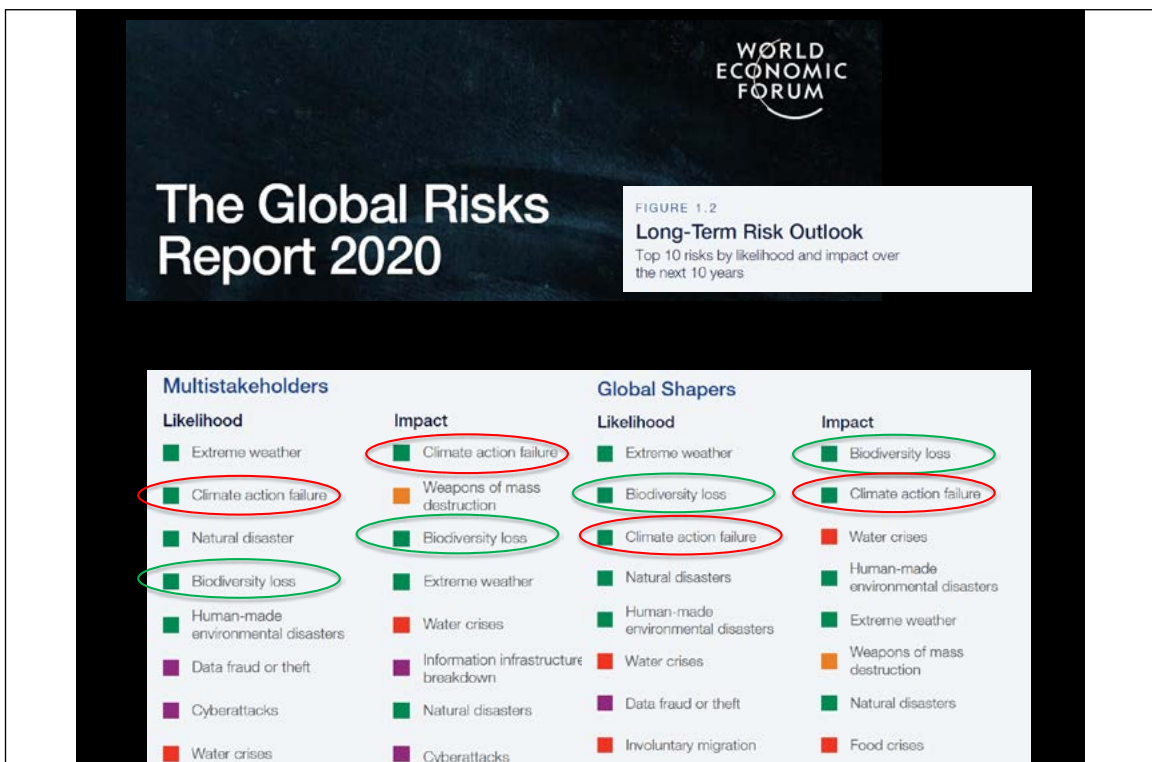 WORLD
ECONOMIC
FORUM
The Global Risks
Report 2020
FIGURE 1.2
Long-Term Risk Outlook
Top 10 risks by likelihood and impact over
the next 10 years
Multistakeholders
Likelihood
Extreme weather
Climate action failure
Natural disaster
Biodiversity loss
Human-made
environmental disasters
Data fraud or theft
Cyberattacks
Water crises
Impact
Climate action failure
Weapons of mass
destruction
Biodiversity loss
Extreme weather
Water crises
Information infrastructure
breakdown
Natural disasters
Cyberattacks
Global Shapers
Likelihood
Extreme weather
Biodiversity loss
Climate action failure
Natural disasters
Human-made
environmental disasters
Water crises
Data fraud or theft
Involuntary migration
Impact
Biodiversity loss
Climate action failure
Water crises
Human-made
environmental disasters
Extreme weather
Weapons of mass
destruction
Natural disasters
Food crises